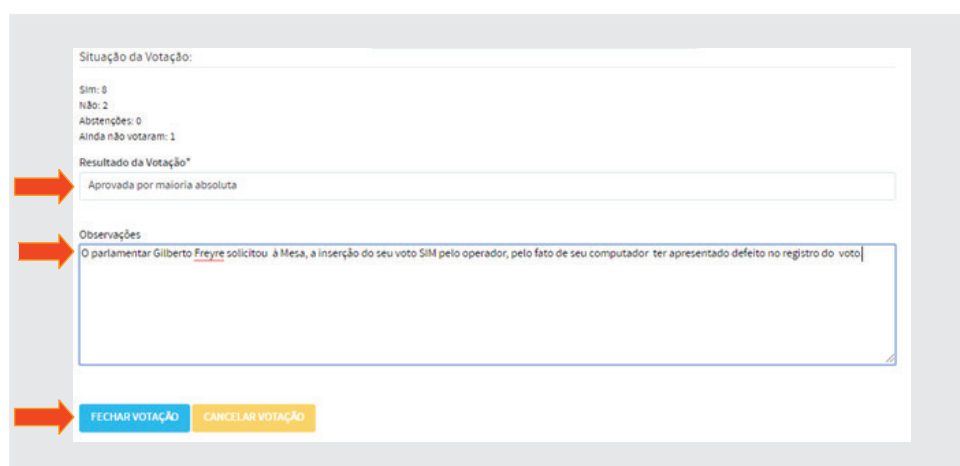 Situação da Votação:
Sim: 8
Não: 2
Abstenções: 0
Ainda não votaram: 1
Resultado da Votação*
Aprovada por maioria absoluta
Observações
O parlamentar Gilberto Freyre solicitou à Mesa, a inserção do seu voto SIM pelo operador, pelo fato de seu computador ter apresentado defeito no registro do voto
FECHAR VOTAÇÃO CANCELAR VOTAÇÃO